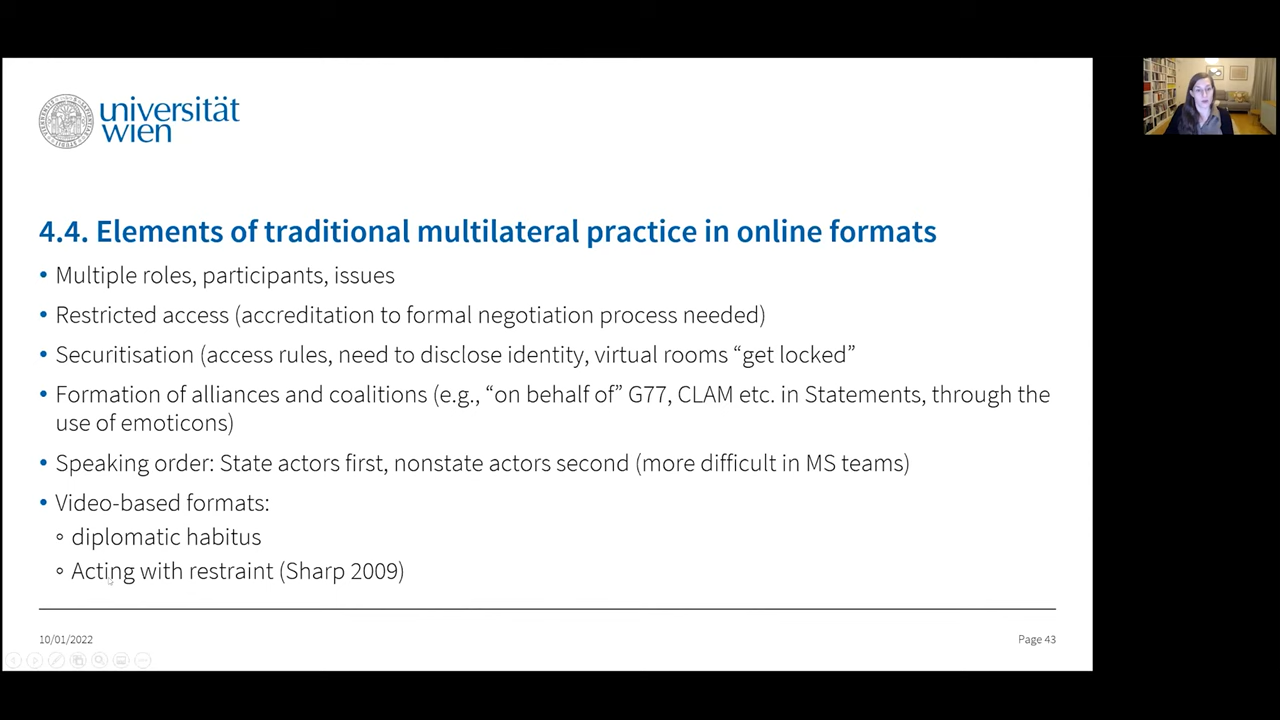 universität
wien
4.4. Elements of traditional multilateral practice in online formats
• Multiple roles, participants, issues
• Restricted access (accreditation to formal negotiation process needed)
• Securitisation (access rules, need to disclose identity, virtual rooms “get locked”
• Formation of alliances and coalitions (e.g., “on behalf of” G77, CLAM etc. in Statements, through the
use of emoticons)
• Speaking order: State actors first, nonstate actors second (more difficult in MS teams)
• Video-based formats:
∘ diplomatic habitus
∘ Acting with restraint (Sharp 2009)
10/01/2022
Page 43